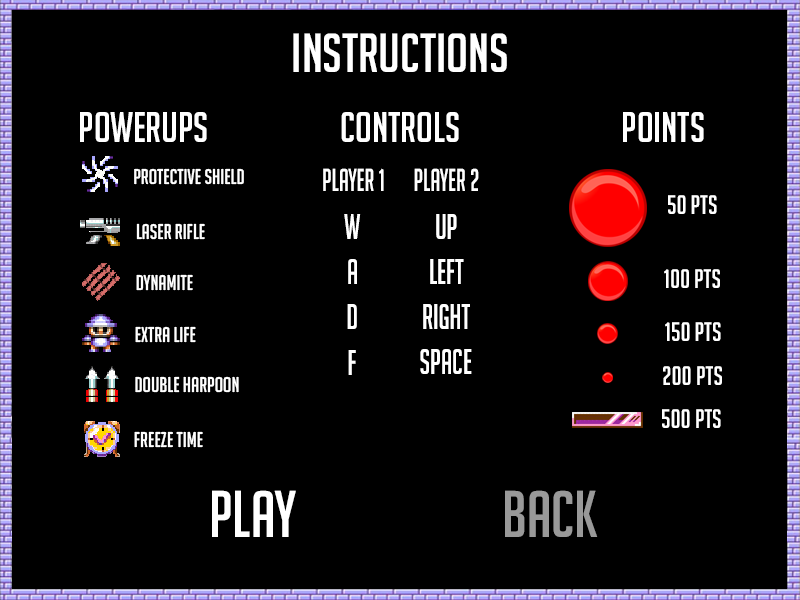 INSTRUCTIONS
POWERUPS
PROTECTIVE SHIELD
LASER RIFLE
DYNAMITE
EXTRA LIFE
DOUBLE HARPOON
FREEZE TIME
CONTROLS
PLAYER 1 PLAYER 2
W UP
A LEFT
D RIGHT
F SPACE
POINTS
50 PTS
100 PTS
150 PTS
200 PTS
500 PTS
PLAY BACK